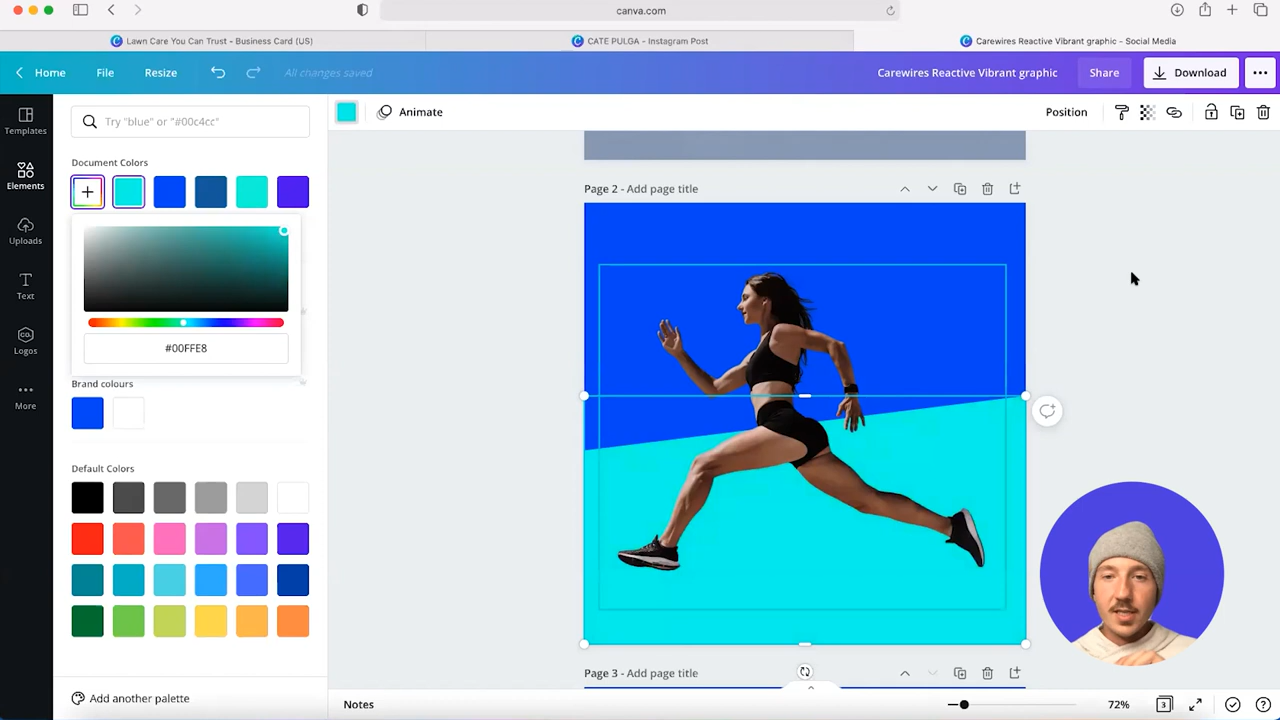 canva.com
Lawn Care You Can Trust - Business Card (US)
CATE PULGA - Instagram Post
Carewires Reactive Vibrant graphic - Social Media
Home
File
Resize
All changes saved
Carewires Reactive Vibrant graphic
Share
Download
Templates
Elements
Uploads
Text
CO.
Logos
More
Try "blue" or "#00c4cc"
Document Colors
#00FFE8
Brand colours
Default Colors
Add another palette
Animate
Position
Page 2 - Add page title
Page 3 - Add page title
Notes
72%
3